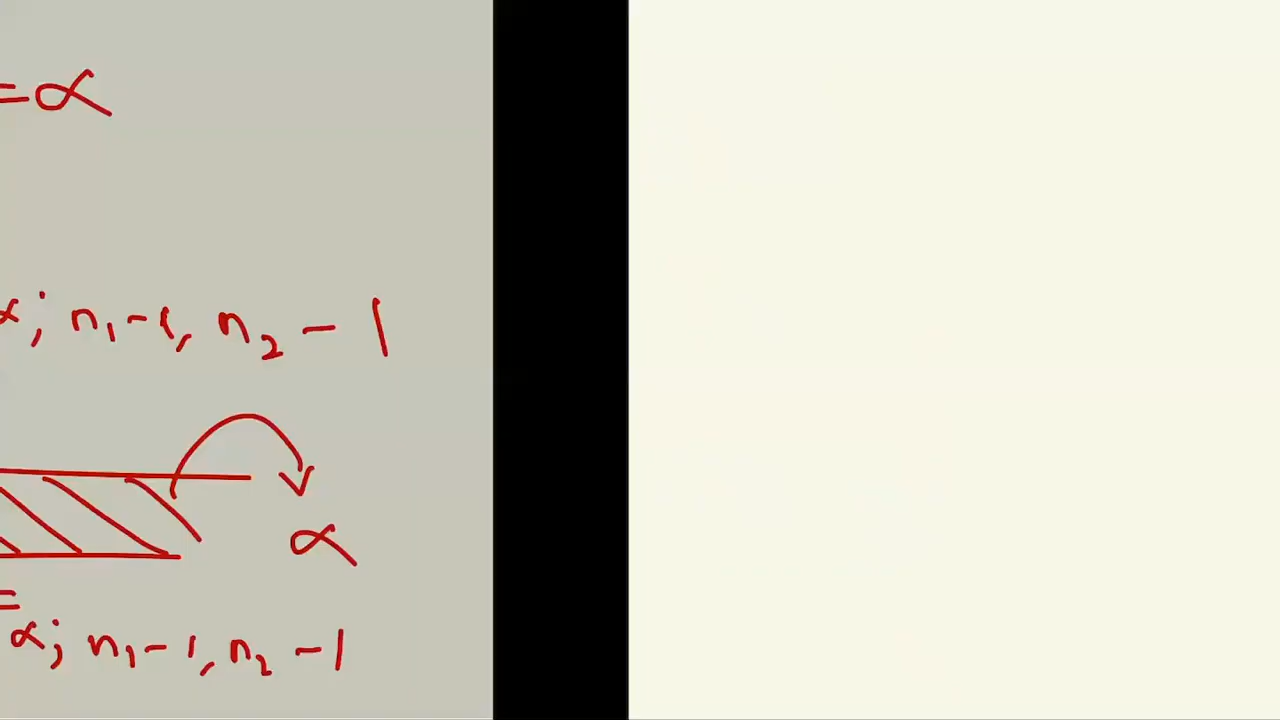 =α
α; n₁-1, n₂-1
α
=
α; n₁-1, n₂-1